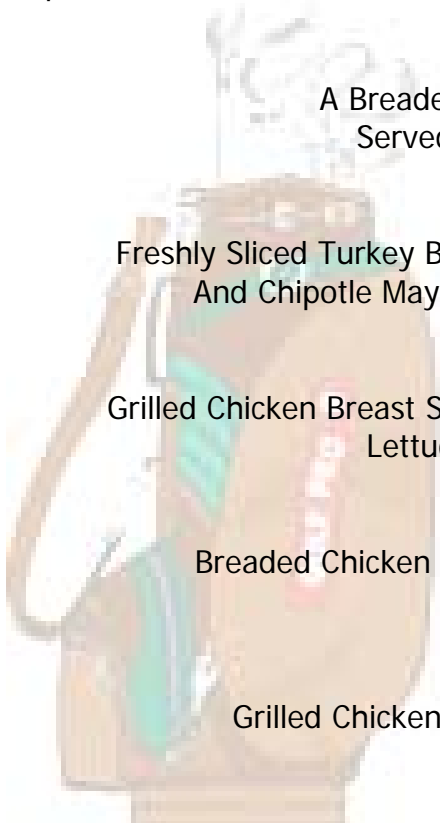 A Breade
Served
Freshly Sliced Turkey B
And Chipotle May
Grilled Chicken Breast S
Lettu
Breaded Chicken
Grilled Chicken